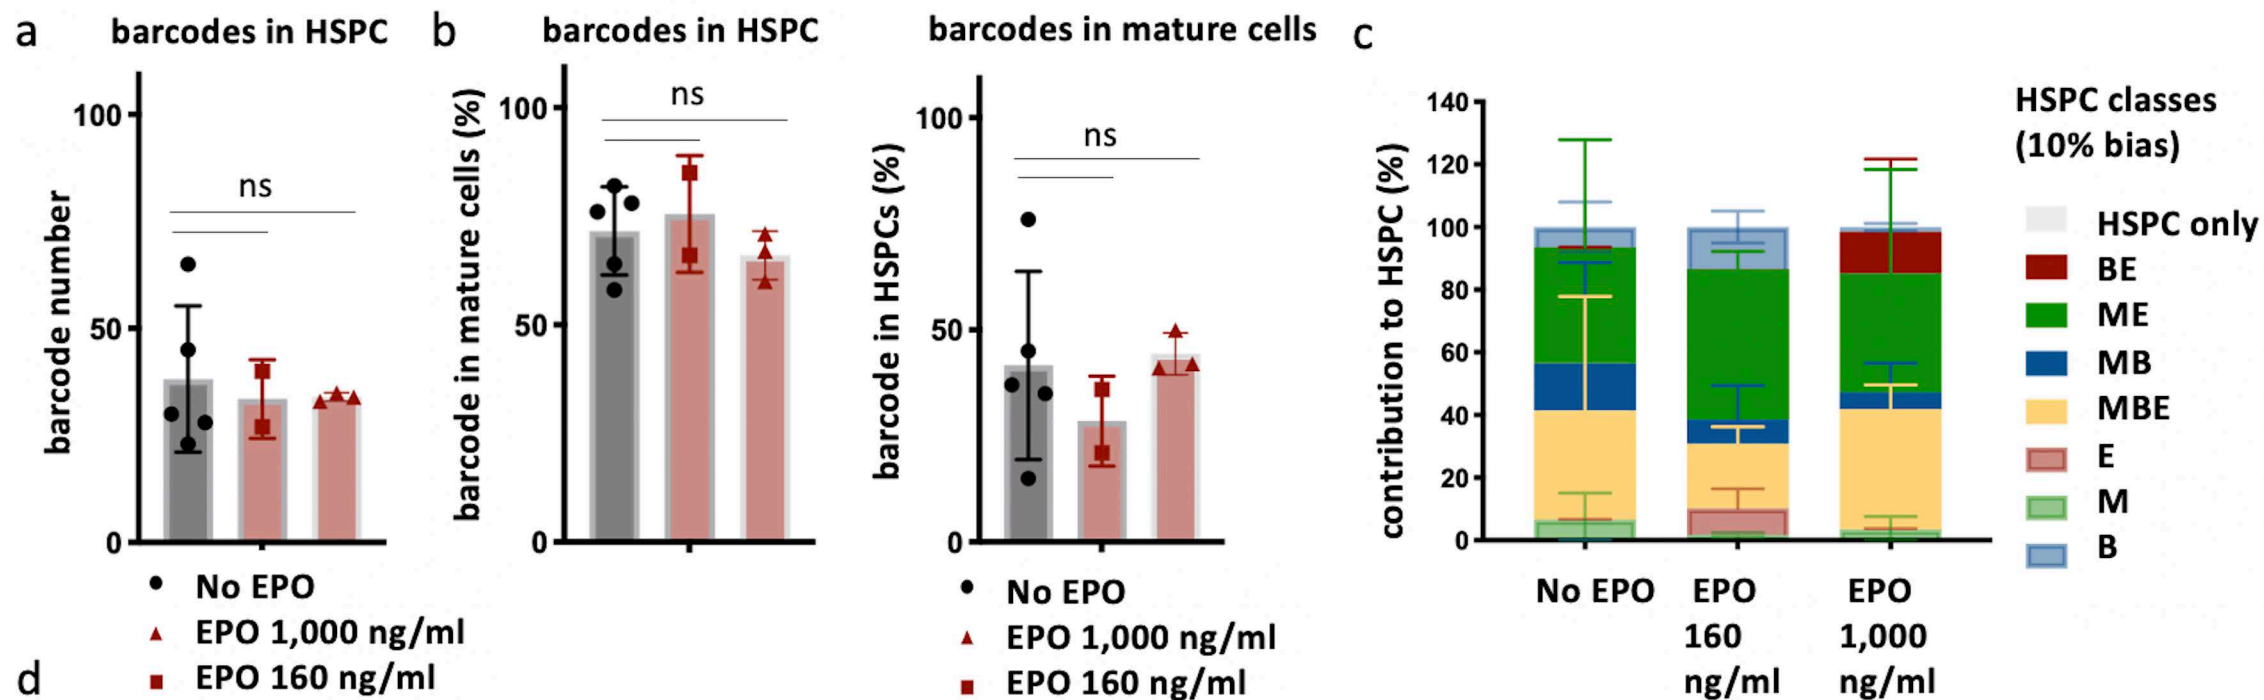 a
barcodes in HSPC
barcode number
100
50
0
ns
No EPO
EPO 1,000 ng/ml
EPO 160 ng/ml
b
barcodes in HSPC
barcode in mature cells (%)
100
50
0
ns
barcodes in mature cells
barcode in HSPCs (%)
100
50
0
ns
No EPO
EPO 1,000 ng/ml
EPO 160 ng/ml
c
contribution to HSPC (%)
140
120
100
80
60
40
20
0
No EPO
EPO
160
ng/ml
EPO
1,000
ng/ml
HSPC classes
(10% bias)
HSPC only
BE
ME
MB
MBE
E
M
B
d